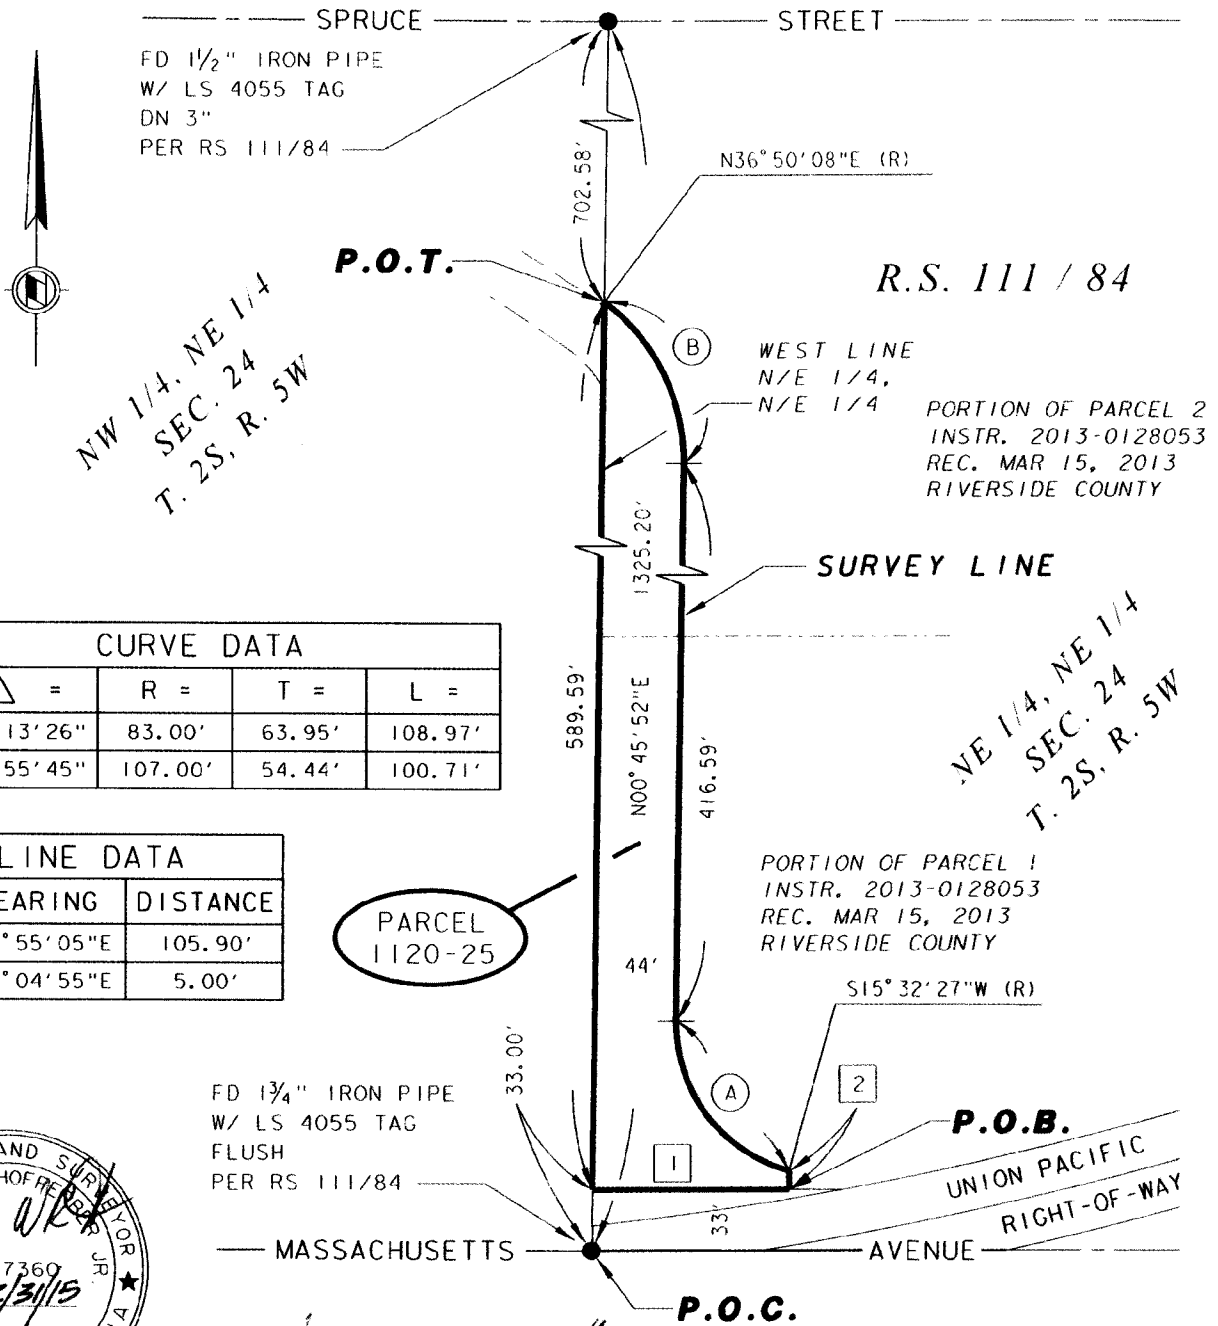 SPRUCE STREET
FD 1½" IRON PIPE
W/ LS 4055 TAG
DN 3"
PER RS 111/84
702.58'
N36°50'08"E (R)
P.O.T.
R.S. 111 / 84
NW 1/4, NE 1/4
SEC. 24
T. 2S, R. 5W
B
WEST LINE
N/E 1/4,
N/E 1/4
PORTION OF PARCEL 2
INSTR. 2013-0128053
REC. MAR 15, 2013
RIVERSIDE COUNTY
1325.20'
SURVEY LINE
CURVE DATA
= R = T = L =
13'26" 83.00' 63.95' 108.97'
55'45" 107.00' 54.44' 100.71'
589.59'
N00°45'52"E
416.59'
NE 1/4, NE 1/4
SEC. 24
T. 2S, R. 5W
LINE DATA
EARING DISTANCE
°55'05"E 105.90'
°04'55"E 5.00'
PARCEL
1120-25
PORTION OF PARCEL 1
INSTR. 2013-0128053
REC. MAR 15, 2013
RIVERSIDE COUNTY
44'
S15°32'27"W (R)
33.00'
FD 1¾" IRON PIPE
W/ LS 4055 TAG
FLUSH
PER RS 111/84
A
2
P.O.B.
1
33'
UNION PACIFIC
RIGHT-OF-WAY
MASSACHUSETTS AVENUE
P.O.C.
AND SURVEYOR
JR.
7360
/31/15